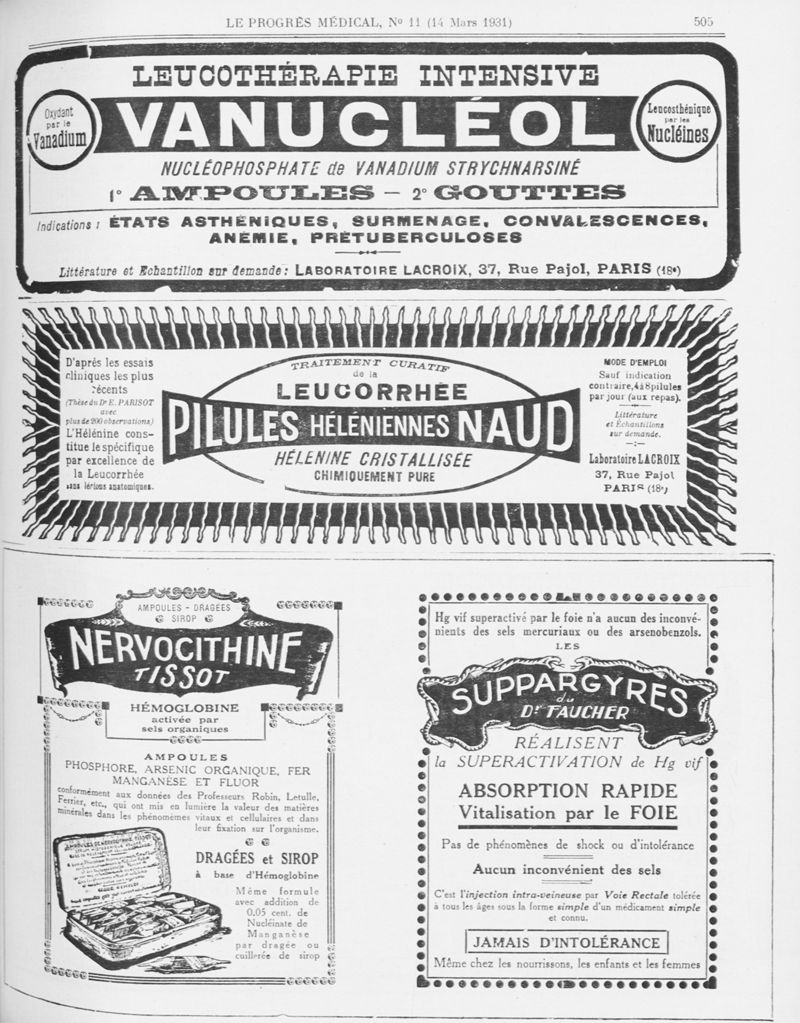 LE PROGRÈS MÉDICAL, No 11 (14 Mars 1931) 505
LEUCOTHÉRAPIE INTENSIVE
Oxydant
par le
Vanadium
VANUCLÉOL
Leucosthénique
par les
Nucléines
NUCLÉOPHOSPHATE de VANADIUM STRYCHNARSINÉ
1° AMPOULES — 2° GOUTTES
Indications : ÉTATS ASTHÉNIQUES, SURMENAGE, CONVALESCENCES,
ANÉMIE, PRÉTUBERCULOSES
Littérature et Echantillon sur demande : LABORATOIRE LACROIX, 37, Rue Pajol, PARIS (18e)
D'après les essais
cliniques les plus
récents
(Thèse du Dr E. PARISOT
avec
plus de 200 observations)
L'Hélénine cons-
titue le spécifique
par excellence de
la Leucorrhée
sans lésions anatomiques.
TRAITEMENT CURATIF
de la
LEUCORRHÉE
PILULES HÉLÉNIENNES NAUD
HÉLÉNINE CRISTALLISÉE
CHIMIQUEMENT PURE
MODE D'EMPLOI
Sauf indication
contraire, 4 à 8 pilules
par jour (aux repas).
Littérature
et Échantillons
sur demande.
Laboratoire LACROIX
37, Rue Pajol
PARIS (18e)
AMPOULES - DRAGÉES
SIROP
NERVOCITHINE
TISSOT
HÉMOGLOBINE
activée par
sels organiques
AMPOULES
PHOSPHORE, ARSENIC ORGANIQUE, FER
MANGANÈSE ET FLUOR
conformément aux données des Professeurs Robin, Letulle,
Ferrier, etc., qui ont mis en lumière la valeur des matières
minérales dans les phénomènes vitaux et cellulaires et dans
leur fixation sur l'organisme.
DRAGÉES et SIROP
à base d'Hémoglobine
Même formule
avec addition de
0.05 cent. de
Nucléinate de
Manganèse
par dragée ou
cuillerée de sirop
Hg vif superactivé par le foie n'a aucun des inconvé-
nients des sels mercuriaux ou des arsenobenzols.
LES
SUPPARGYRES
du
Dr FAUCHER
RÉALISENT
la SUPERACTIVATION de Hg vif
ABSORPTION RAPIDE
Vitalisation par le FOIE
Pas de phénomènes de shock ou d'intolérance
Aucun inconvénient des sels
C'est l'injection intra-veineuse par Voie Rectale tolérée
à tous les âges sous la forme simple d'un médicament simple
et connu.
JAMAIS D'INTOLÉRANCE
Même chez les nourrissons, les enfants et les femmes